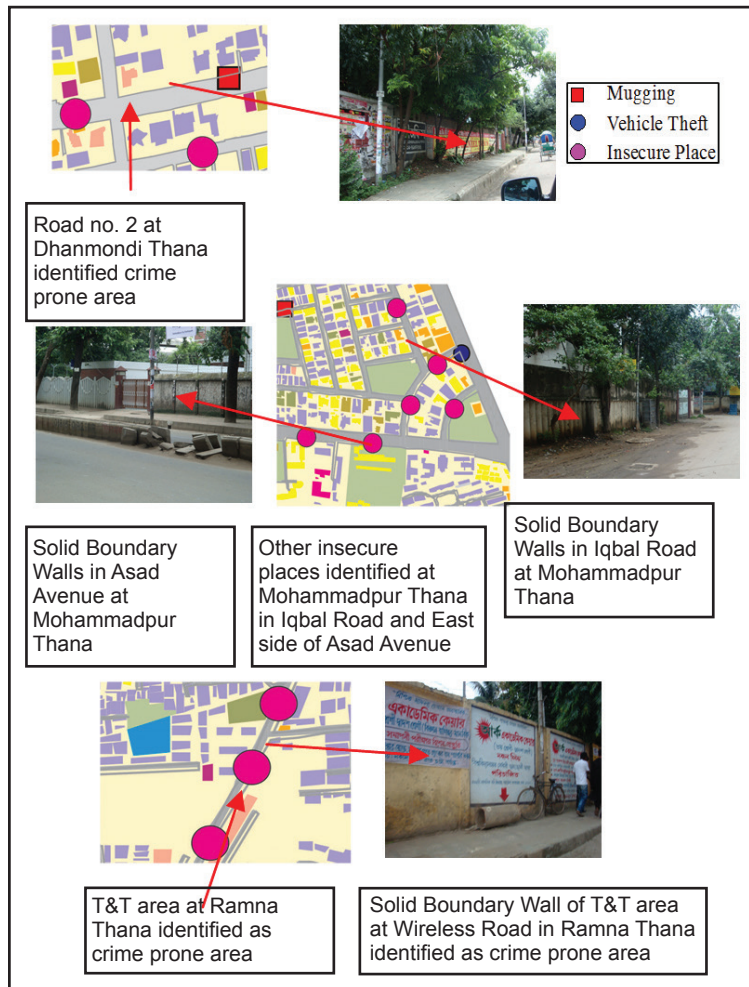 Mugging
Vehicle Theft
Insecure Place
Road no. 2 at
Dhanmondi Thana
identified crime
prone area
Solid Boundary
Walls in Asad
Avenue at
Mohammadpur
Thana
Other insecure
places identified at
Mohammadpur Thana
in Iqbal Road and East
side of Asad Avenue
Solid Boundary
Walls in Iqbal Road
at Mohammadpur
Thana
একাডেমিক কেয়ার
একাডেমিক কেয়ার
T&T area at Ramna
Thana identified as
crime prone area
Solid Boundary Wall of T&T area
at Wireless Road in Ramna Thana
identified as crime prone area